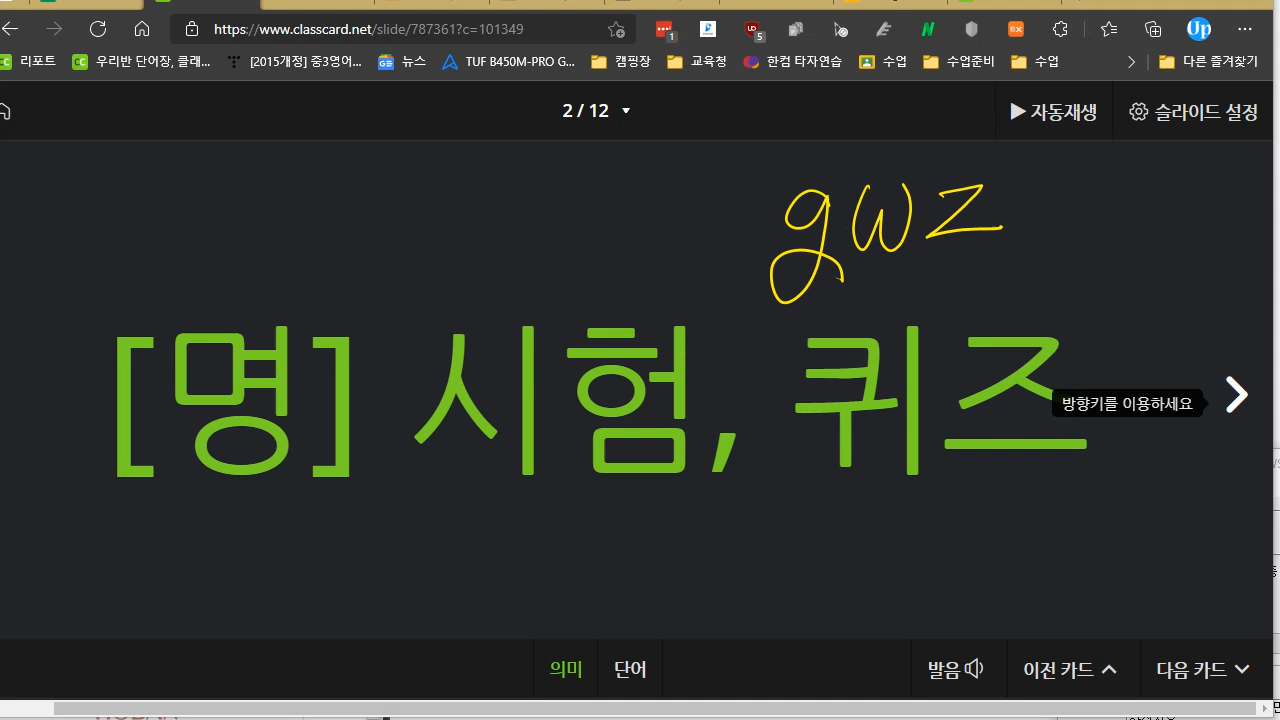 https://www.classcard.net/slide/787361?c=101349
리포트 우리반 단어장, 클래... [2015개정] 중3영어... 뉴스 TUF B450M-PRO G... 캠핑장 교육청 한컴 타자연습 수업 수업준비 수업 다른 즐겨찾기
2 / 12 자동재생 슬라이드 설정
gwz
[명] 시험, 퀴즈
방향키를 이용하세요
의미 단어 발음 이전 카드 다음 카드